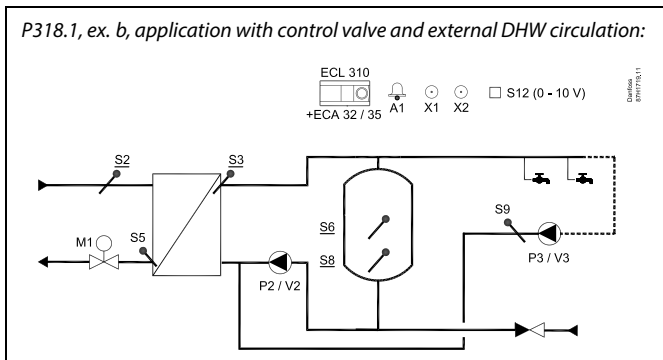 P318.1, ex. b, application with control valve and external DHW circulation:
ECL 310
+ECA 32 / 35
A1
X1
X2
S12 (0 - 10 V)
Danfoss
87H1719.11
S2
S3
S9
S6
S8
M1
S5
P2 / V2
P3 / V3